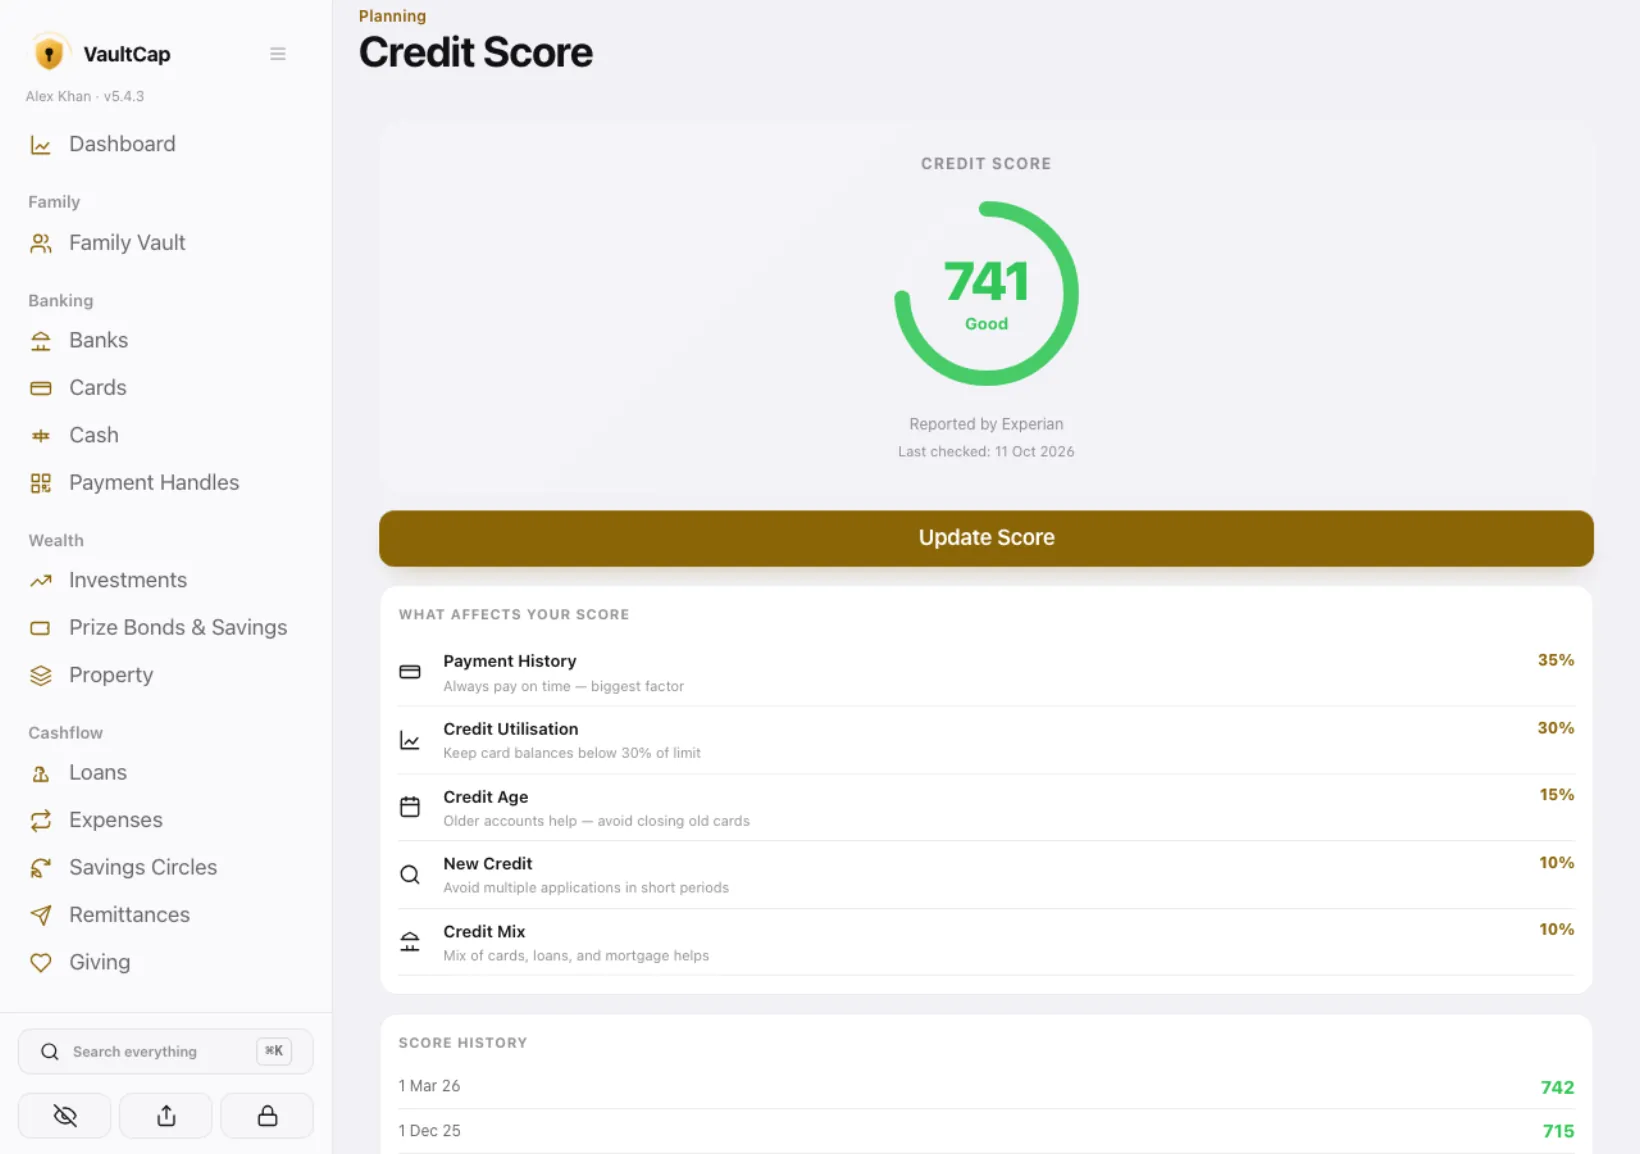 VaultCap
Alex Khan · v5.4.3
Dashboard
Family
Family Vault
Banking
Banks
Cards
Cash
Payment Handles
Wealth
Investments
Prize Bonds & Savings
Property
Cashflow
Loans
Expenses
Savings Circles
Remittances
Giving
Search everything
⌘K
Planning
Credit Score
CREDIT SCORE
741
Good
Reported by Experian
Last checked: 11 Oct 2026
Update Score
WHAT AFFECTS YOUR SCORE
Payment History
35%
Always pay on time — biggest factor
Credit Utilisation
30%
Keep card balances below 30% of limit
Credit Age
15%
Older accounts help — avoid closing old cards
New Credit
10%
Avoid multiple applications in short periods
Credit Mix
10%
Mix of cards, loans, and mortgage helps
SCORE HISTORY
1 Mar 26
742
1 Dec 25
715